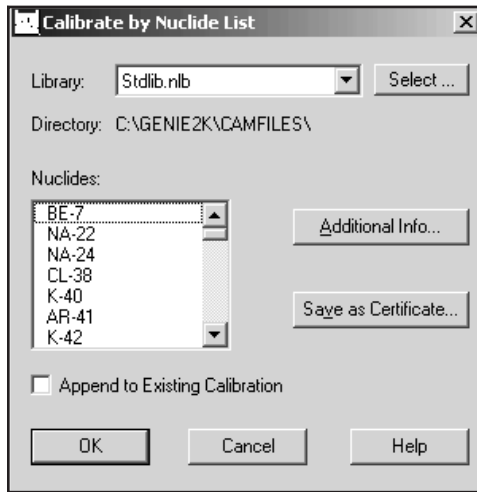 Calibrate by Nuclide List
Library: Stdlib.nlb Select ...
Directory: C:\GENIE2K\CAMFILES\
Nuclides:
BE-7
NA-22
NA-24
CL-38
K-40
AR-41
K-42
Additional Info...
Save as Certificate...
Append to Existing Calibration
OK Cancel Help